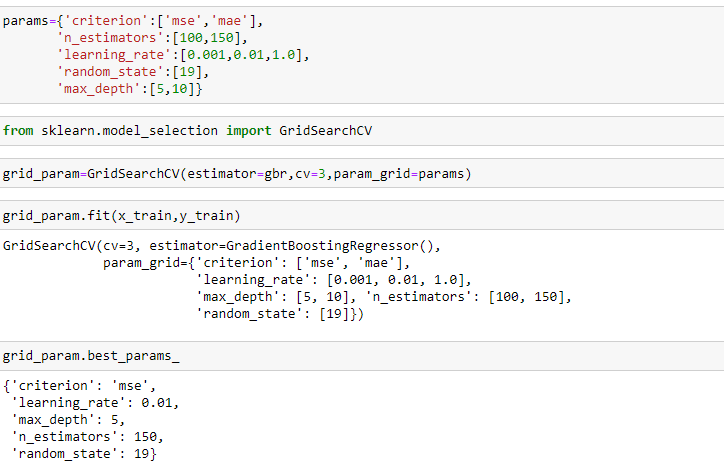 params={'criterion':['mse','mae'],
       'n_estimators':[100,150],
       'learning_rate':[0.001,0.01,1.0],
       'random_state':[19],
       'max_depth':[5,10]}
from sklearn.model_selection import GridSearchCV
grid_param=GridSearchCV(estimator=gbr,cv=3,param_grid=params)
grid_param.fit(x_train,y_train)
GridSearchCV(cv=3, estimator=GradientBoostingRegressor(),
             param_grid={'criterion': ['mse', 'mae'],
                         'learning_rate': [0.001, 0.01, 1.0],
                         'max_depth': [5, 10], 'n_estimators': [100, 150],
                         'random_state': [19]})
grid_param.best_params_
{'criterion': 'mse',
 'learning_rate': 0.01,
 'max_depth': 5,
 'n_estimators': 150,
 'random_state': 19}